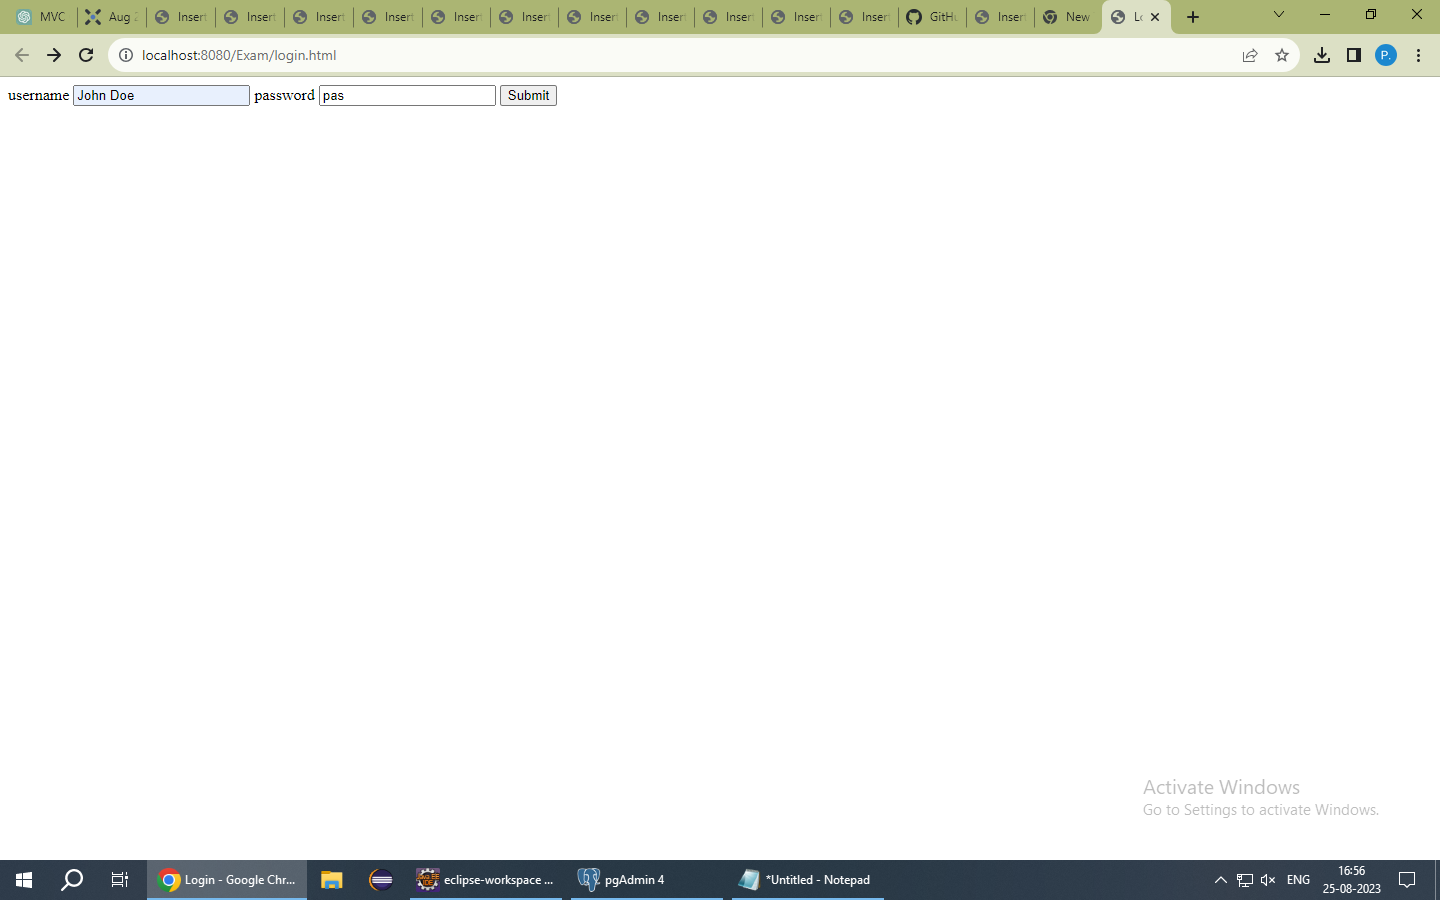 MVC Aug 2 Insert Insert Insert Insert Insert Insert Insert Insert Insert Insert Insert GitHu Insert New Lo
localhost:8080/Exam/login.html P.
username John Doe password pas Submit
Activate Windows
Go to Settings to activate Windows.
Login - Google Chr... eclipse-workspace ... pgAdmin 4 *Untitled - Notepad ENG 16:56
25-08-2023